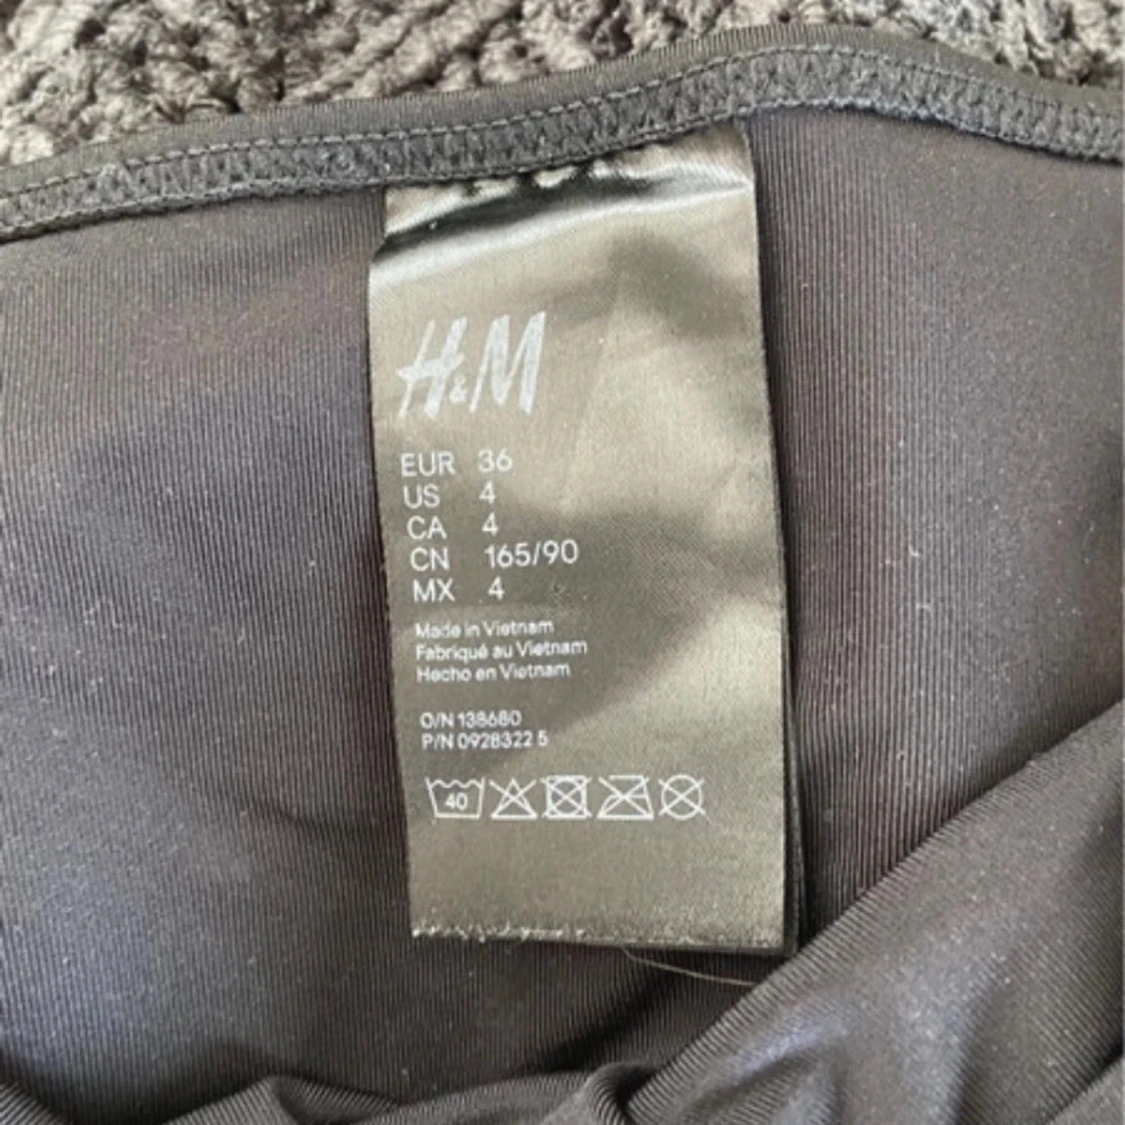 H&M
EUR 36
US 4
CA 4
CN 165/90
MX 4
Made in Vietnam
Fabriqué au Vietnam
Hecho en Vietnam
O/N 138680
P/N 0928322 5
40